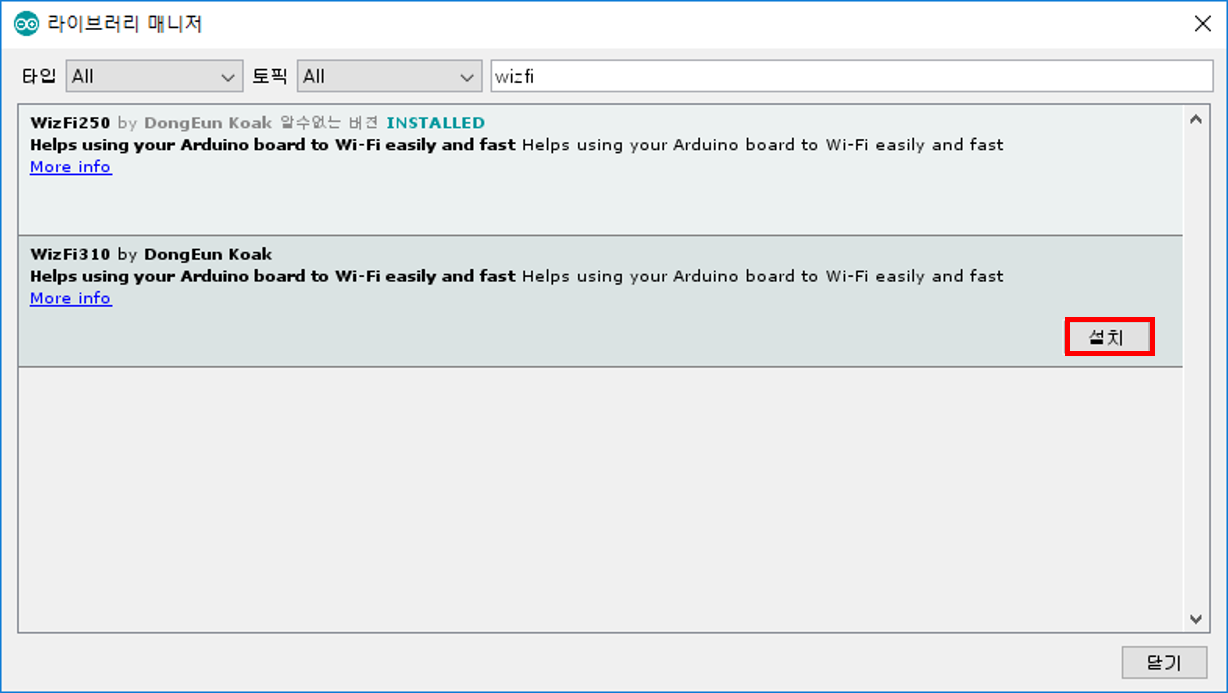 라이브러리 매니저
타입 All 토픽 All wizfi
WizFi250 by DongEun Koak 알수없는 버전 INSTALLED
Helps using your Arduino board to Wi-Fi easily and fast Helps using your Arduino board to Wi-Fi easily and fast
More info
WizFi310 by DongEun Koak
Helps using your Arduino board to Wi-Fi easily and fast Helps using your Arduino board to Wi-Fi easily and fast
More info
설치
닫기